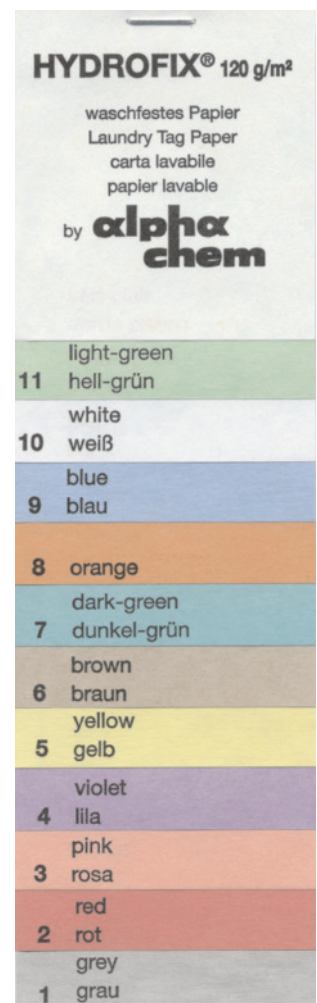 HYDROFIX® 120 g/m²
waschfestes Papier
Laundry Tag Paper
carta lavabile
papier lavable
by alpha
chem
light-green
11 hell-grün
white
10 weiß
blue
9 blau
8 orange
dark-green
7 dunkel-grün
brown
6 braun
yellow
5 gelb
violet
4 lila
pink
3 rosa
red
2 rot
grey
1 grau